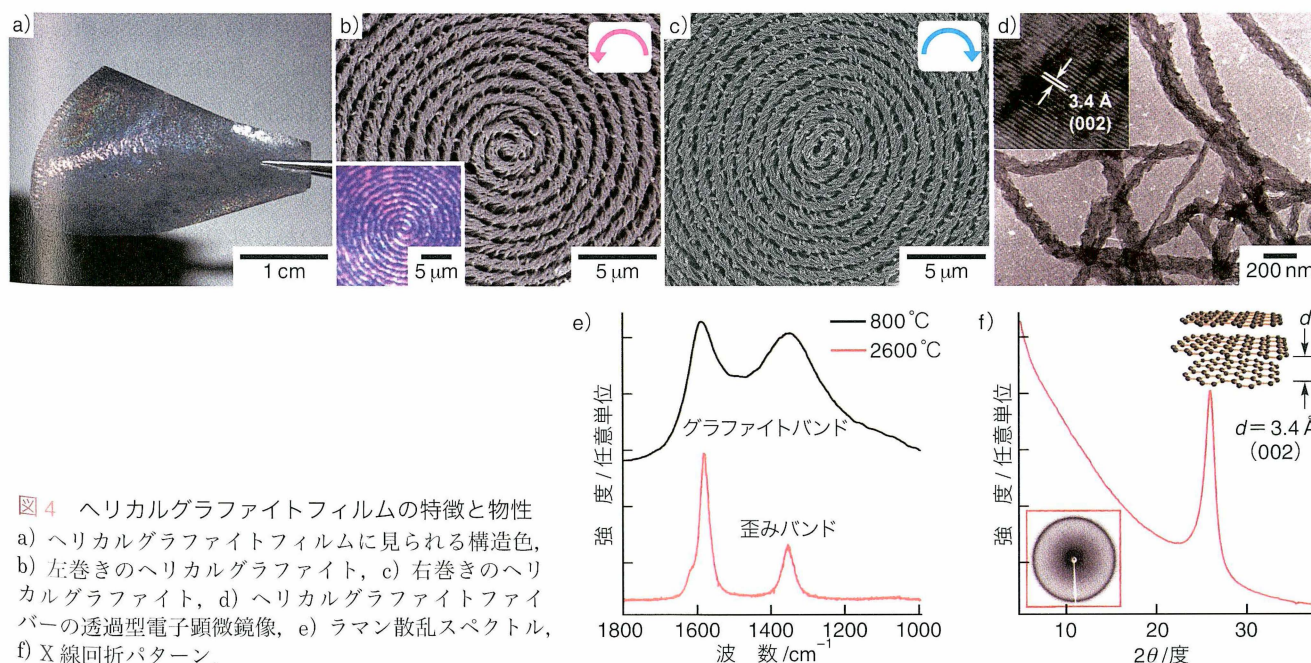 a)
1 cm
b)
5 μm
5 μm
c)
5 μm
d)
3.4 Å
(002)
200 nm
e)
800℃
2600℃
グラファイトバンド
歪みバンド
強 度 / 任意単位
1800 1600 1400 1200 1000
波 数 /cm⁻¹
f)
d
d = 3.4 Å
(002)
強 度 / 任意単位
10 20 30
2θ /度
図4 ヘリカルグラファイトフィルムの特徴と物性
a) ヘリカルグラファイトフィルムに見られる構造色,
b) 左巻きのヘリカルグラファイト, c) 右巻きのヘリ
カルグラファイト, d) ヘリカルグラファイトファイ
バーの透過型電子顕微鏡像, e) ラマン散乱スペクトル,
f) X 線回折パターン.